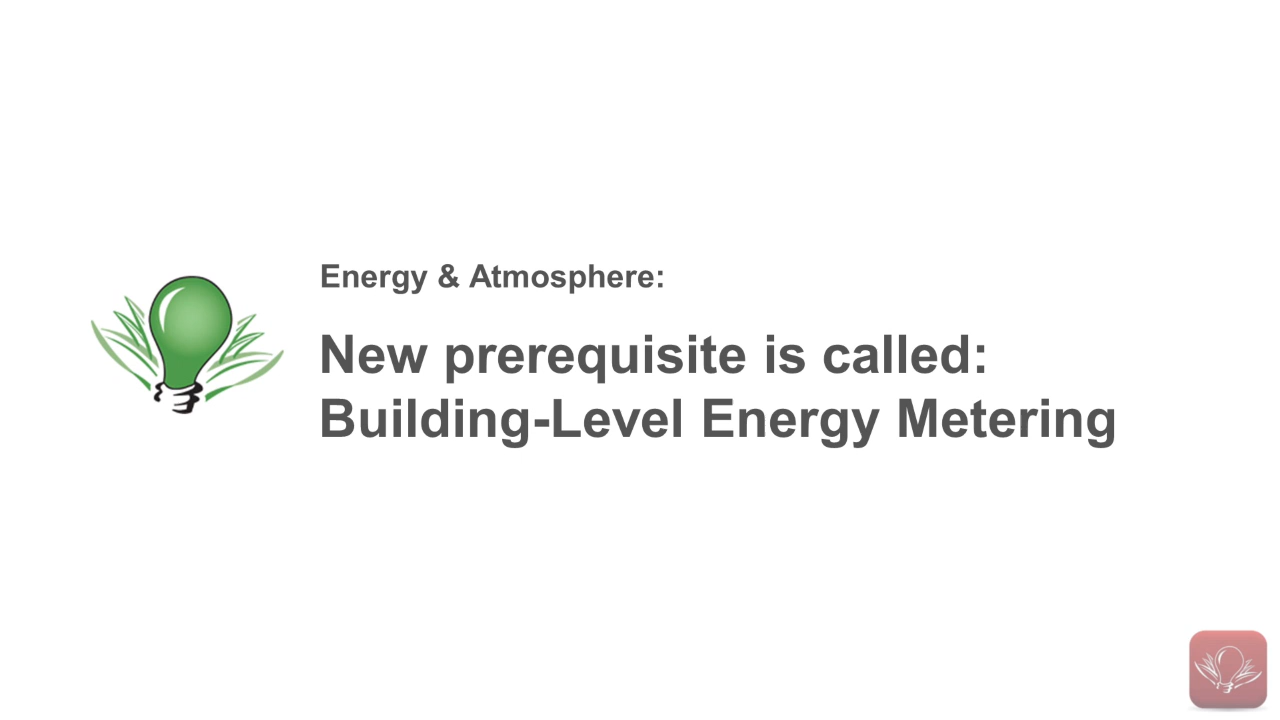 Energy & Atmosphere:
New prerequisite is called:
Building-Level Energy Metering